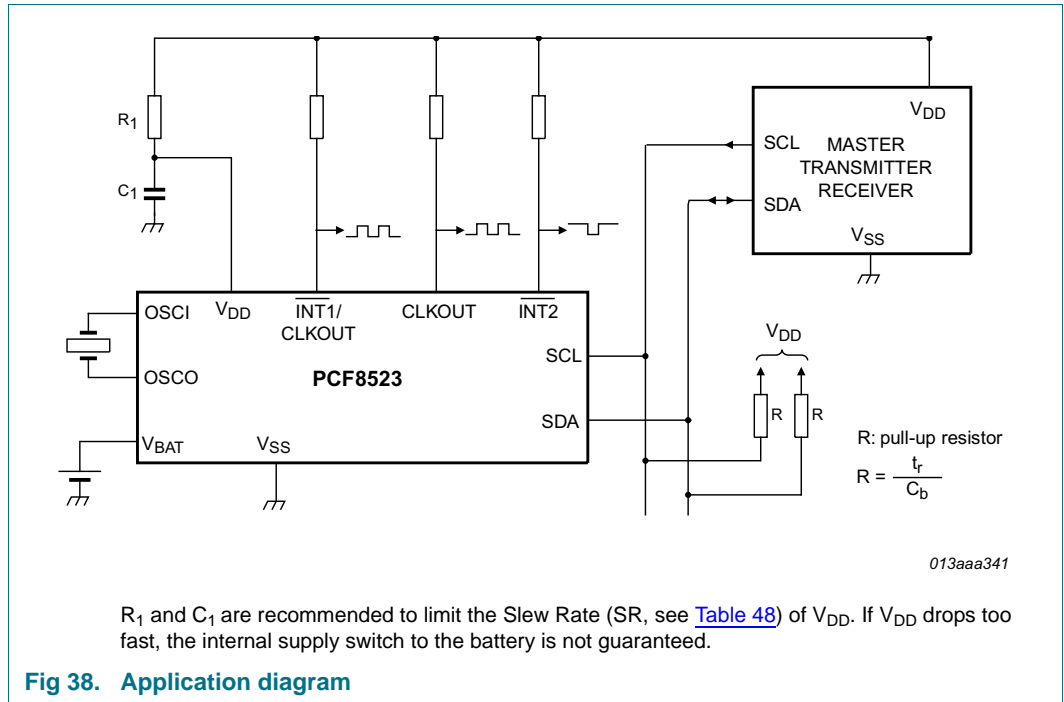 R1
C1
VDD
SCL
MASTER
TRANSMITTER
RECEIVER
SDA
VSS
OSCI
VDD
INT1/
CLKOUT
CLKOUT
INT2
SCL
OSCO
PCF8523
SDA
VBAT
VSS
VDD
R
R
R: pull-up resistor
R = tr
Cb
013aaa341
R1 and C1 are recommended to limit the Slew Rate (SR, see Table 48) of VDD. If VDD drops too
fast, the internal supply switch to the battery is not guaranteed.
Fig 38. Application diagram